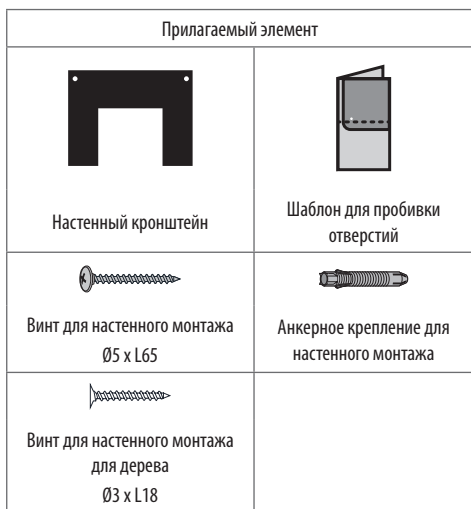 Прилагаемый элемент
Настенный кронштейн
Шаблон для пробивки
отверстий
Винт для настенного монтажа
Ø5 x L65
Анкерное крепление для
настенного монтажа
Винт для настенного монтажа
для дерева
Ø3 x L18